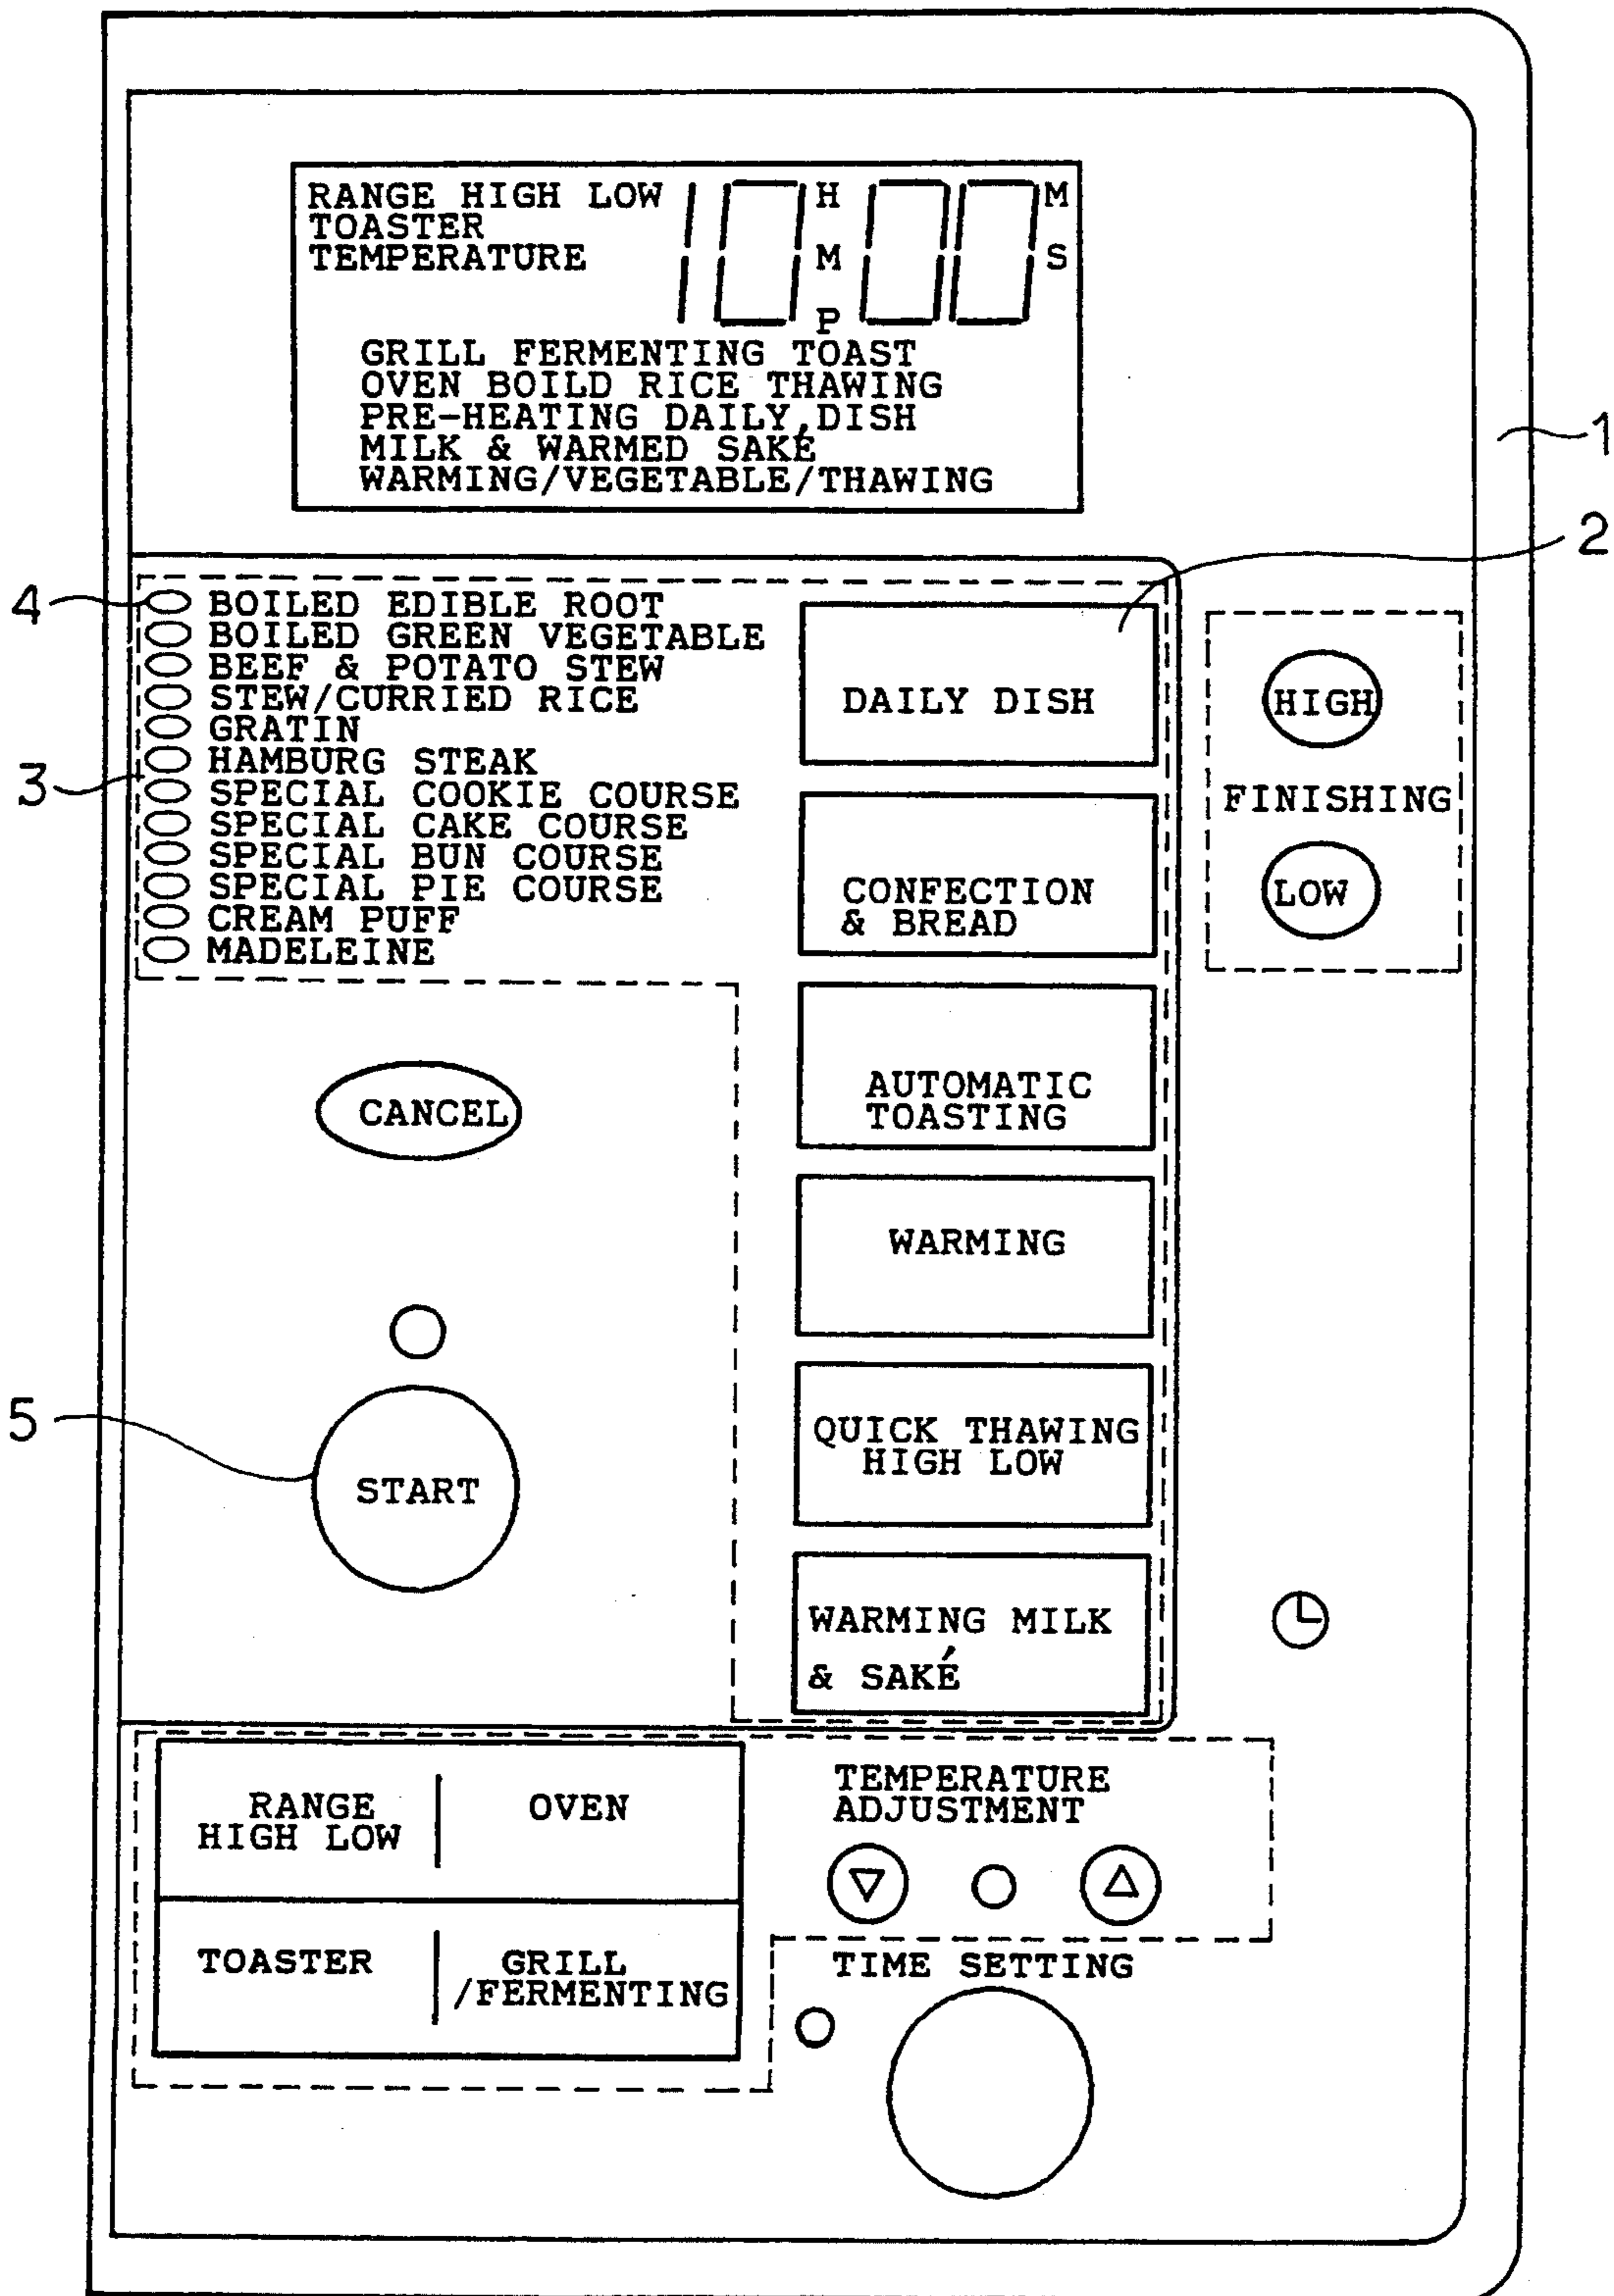 RANGE HIGH LOW 10 H 00 M
TOASTER
TEMPERATURE M S
P
GRILL FERMENTING TOAST
OVEN BOILD RICE THAWING
PRE-HEATING DAILY DISH
MILK & WARMED SAKÉ
WARMING/VEGETABLE/THAWING
1
2
4
BOILED EDIBLE ROOT
BOILED GREEN VEGETABLE
BEEF & POTATO STEW
STEW/CURRIED RICE
GRATIN
HAMBURG STEAK
3
SPECIAL COOKIE COURSE
SPECIAL CAKE COURSE
SPECIAL BUN COURSE
SPECIAL PIE COURSE
CREAM PUFF
MADELEINE
DAILY DISH
CONFECTION
& BREAD
AUTOMATIC
TOASTING
WARMING
QUICK THAWING
HIGH LOW
WARMING MILK
& SAKÉ
HIGH
FINISHING
LOW
CANCEL
5
START
RANGE
HIGH LOW
OVEN
TOASTER
GRILL
/FERMENTING
TEMPERATURE
ADJUSTMENT
TIME SETTING